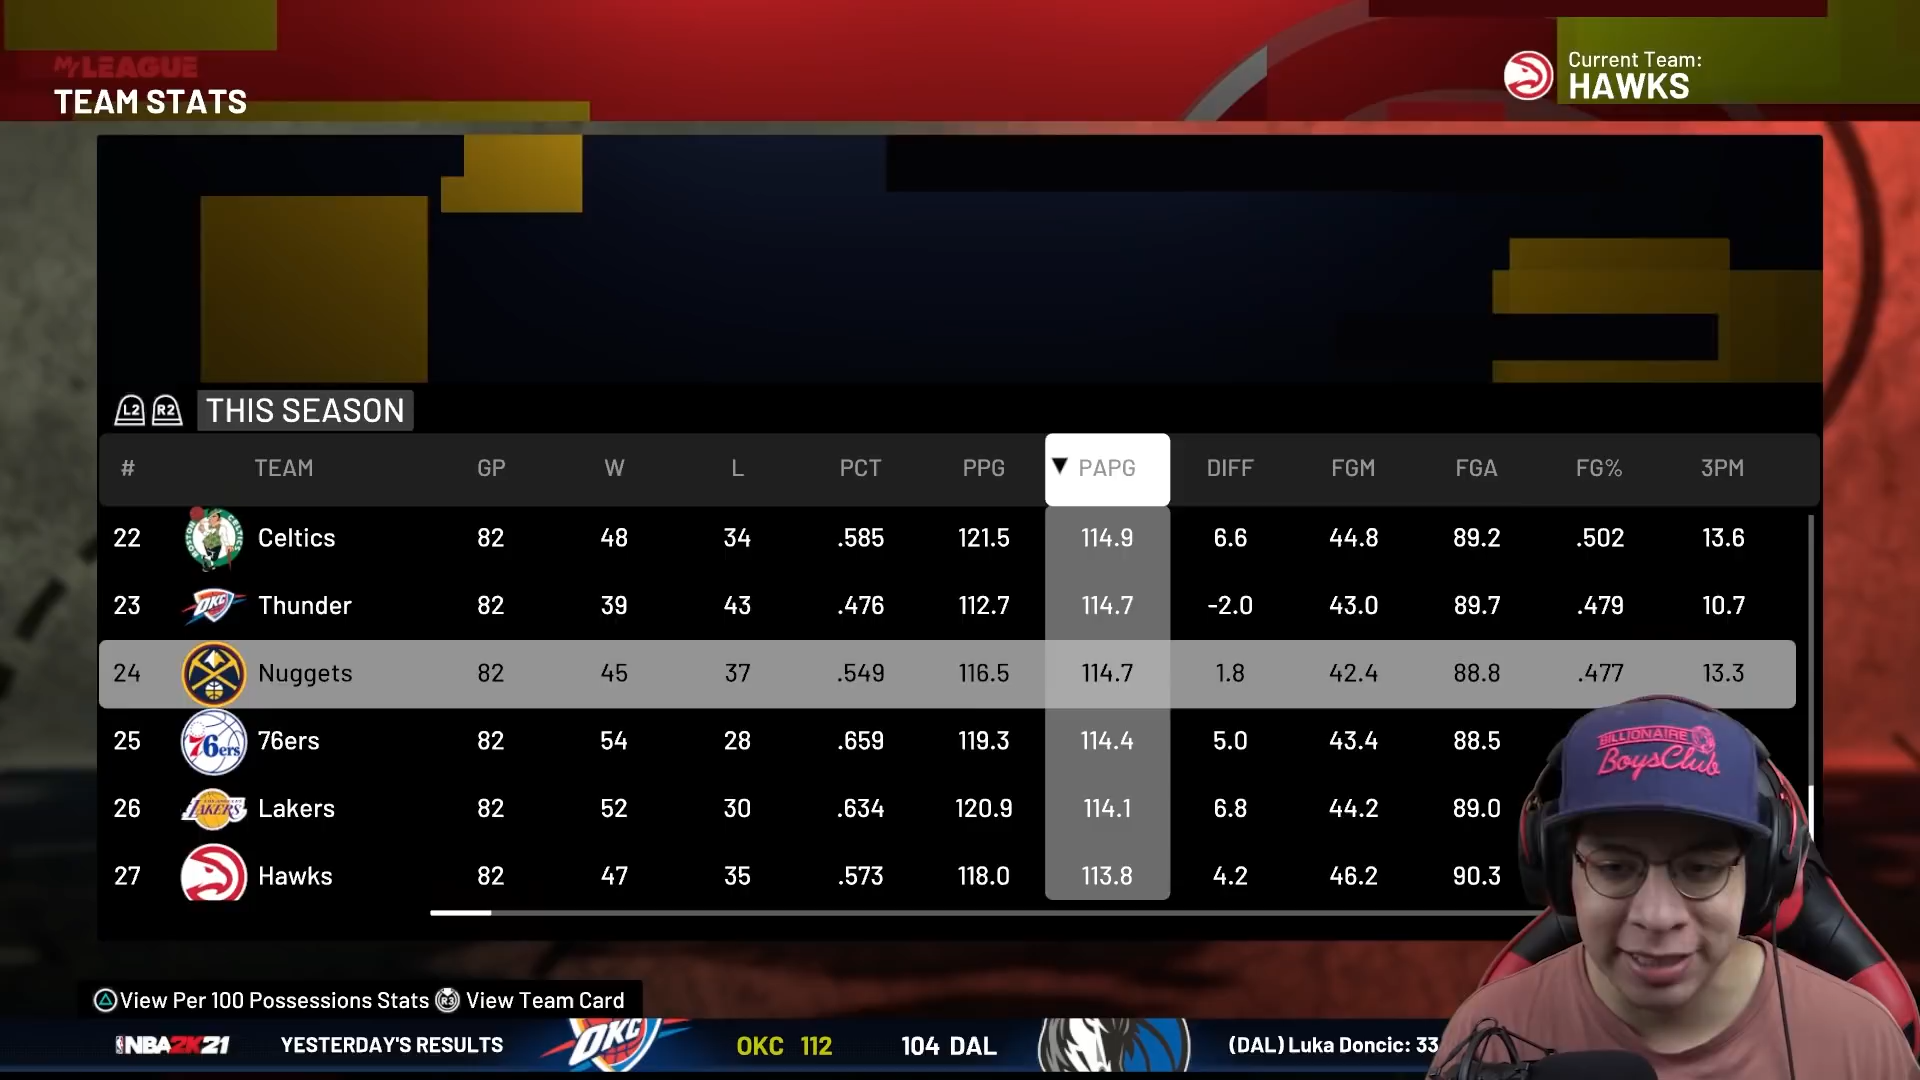 MyLEAGUE
TEAM STATS
Current Team:
HAWKS
L2 R2 THIS SEASON
# TEAM GP W L PCT PPG ▼ PAPG DIFF FGM FGA FG% 3PM
22 BOSTON CELTICS Celtics 82 48 34 .585 121.5 114.9 6.6 44.8 89.2 .502 13.6
23 OKC Thunder 82 39 43 .476 112.7 114.7 -2.0 43.0 89.7 .479 10.7
24 Nuggets 82 45 37 .549 116.5 114.7 1.8 42.4 88.8 .477 13.3
25 76ers 76ers 82 54 28 .659 119.3 114.4 5.0 43.4 88.5
26 LAKERS Lakers 82 52 30 .634 120.9 114.1 6.8 44.2 89.0
27 Hawks 82 47 35 .573 118.0 113.8 4.2 46.2 90.3
BILLIONAIRE
BoysClub
View Per 100 Possessions Stats R3 View Team Card
NBA2K21 YESTERDAY'S RESULTS OKC OKC 112 104 DAL (DAL) Luka Doncic: 33